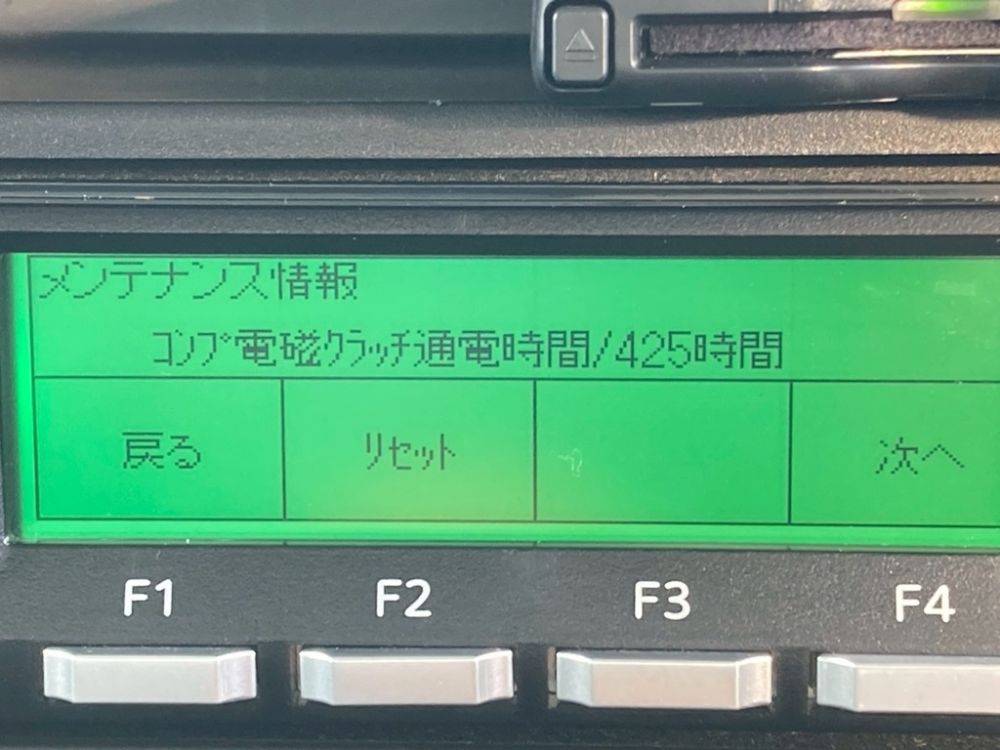 メンテナンス情報
コンプ電磁クラッチ通電時間/425時間
戻る リセット 次へ
F1 F2 F3 F4